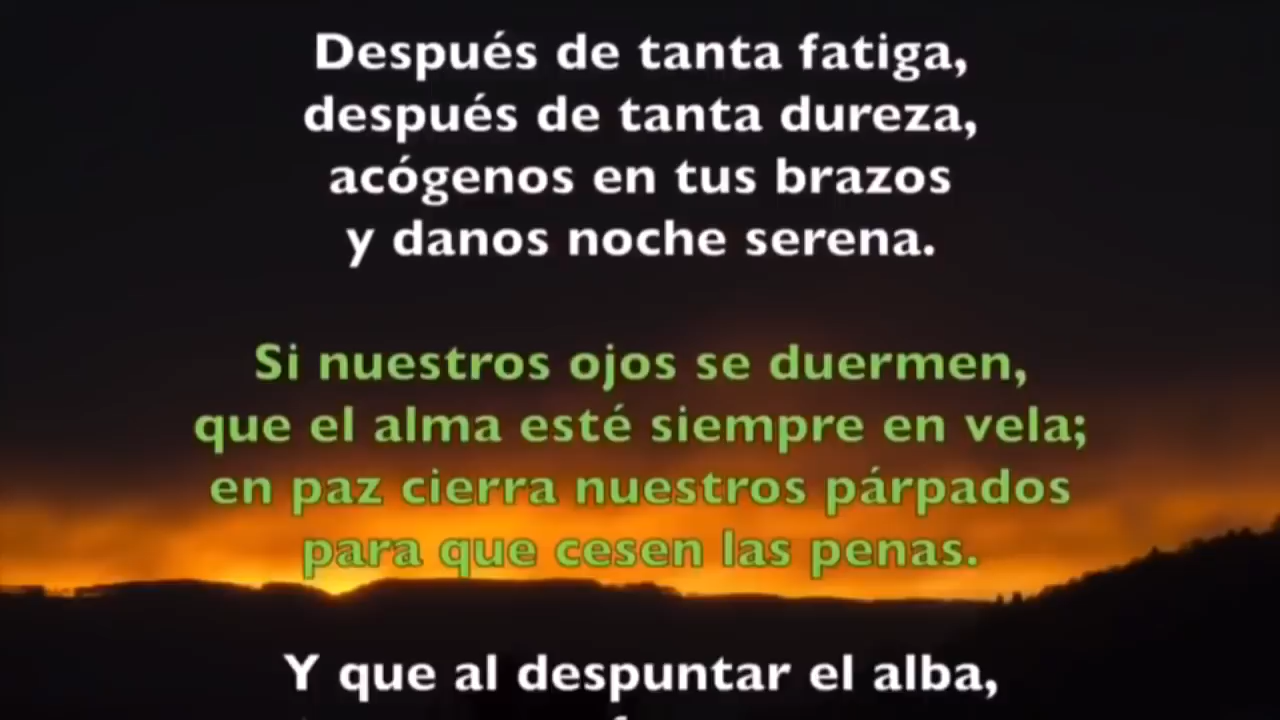 Después de tanta fatiga,
después de tanta dureza,
acógenos en tus brazos
y danos noche serena.
Si nuestros ojos se duermen,
que el alma esté siempre en vela;
en paz cierra nuestros párpados
para que cesen las penas.
Y que al despuntar el alba,